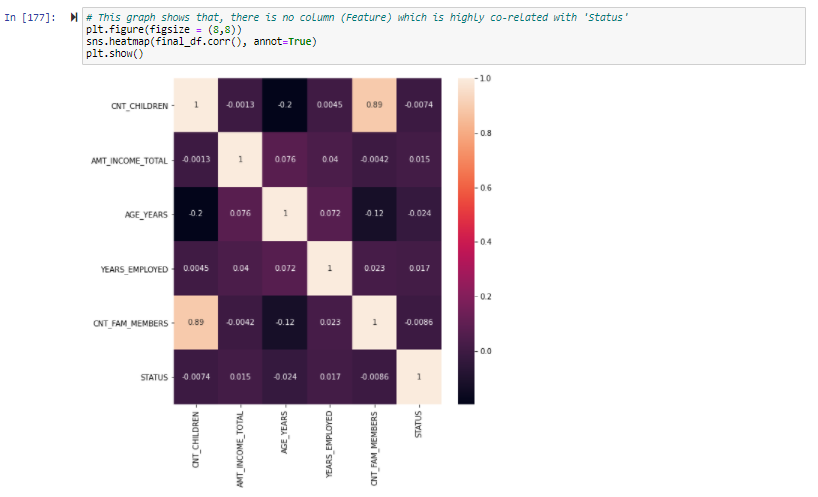 In [177]:
# This graph shows that, there is no column (Feature) which is highly co-related with 'Status'
plt.figure(figsize = (8,8))
sns.heatmap(final_df.corr(), annot=True)
plt.show()
1.0
CNT_CHILDREN 1 -0.0013 -0.2 0.0045 0.89 -0.0074
0.8
AMT_INCOME_TOTAL -0.0013 1 0.076 0.04 -0.0042 0.015
0.6
AGE_YEARS -0.2 0.076 1 0.072 -0.12 -0.024
0.4
YEARS_EMPLOYED 0.0045 0.04 0.072 1 0.023 0.017
0.2
CNT_FAM_MEMBERS 0.89 -0.0042 -0.12 0.023 1 -0.0086
0.0
STATUS -0.0074 0.015 -0.024 0.017 -0.0086 1
CNT_CHILDREN
AMT_INCOME_TOTAL
AGE_YEARS
YEARS_EMPLOYED
CNT_FAM_MEMBERS
STATUS